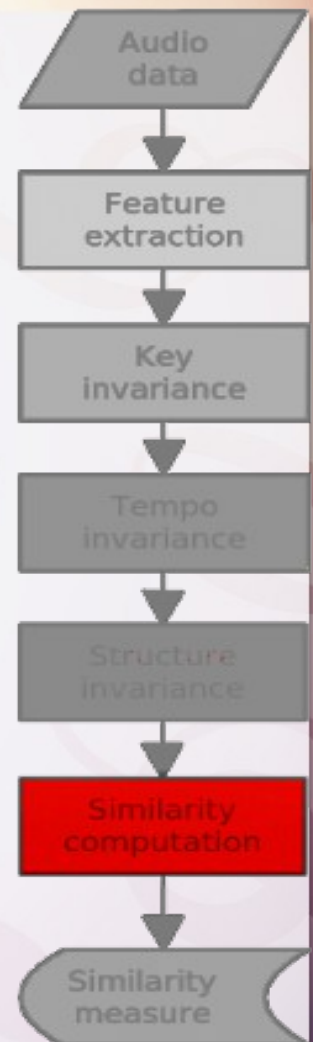 Audio
data
Feature
extraction
Key
invariance
Tempo
invariance
Structure
invariance
Similarity
computation
Similarity
measure